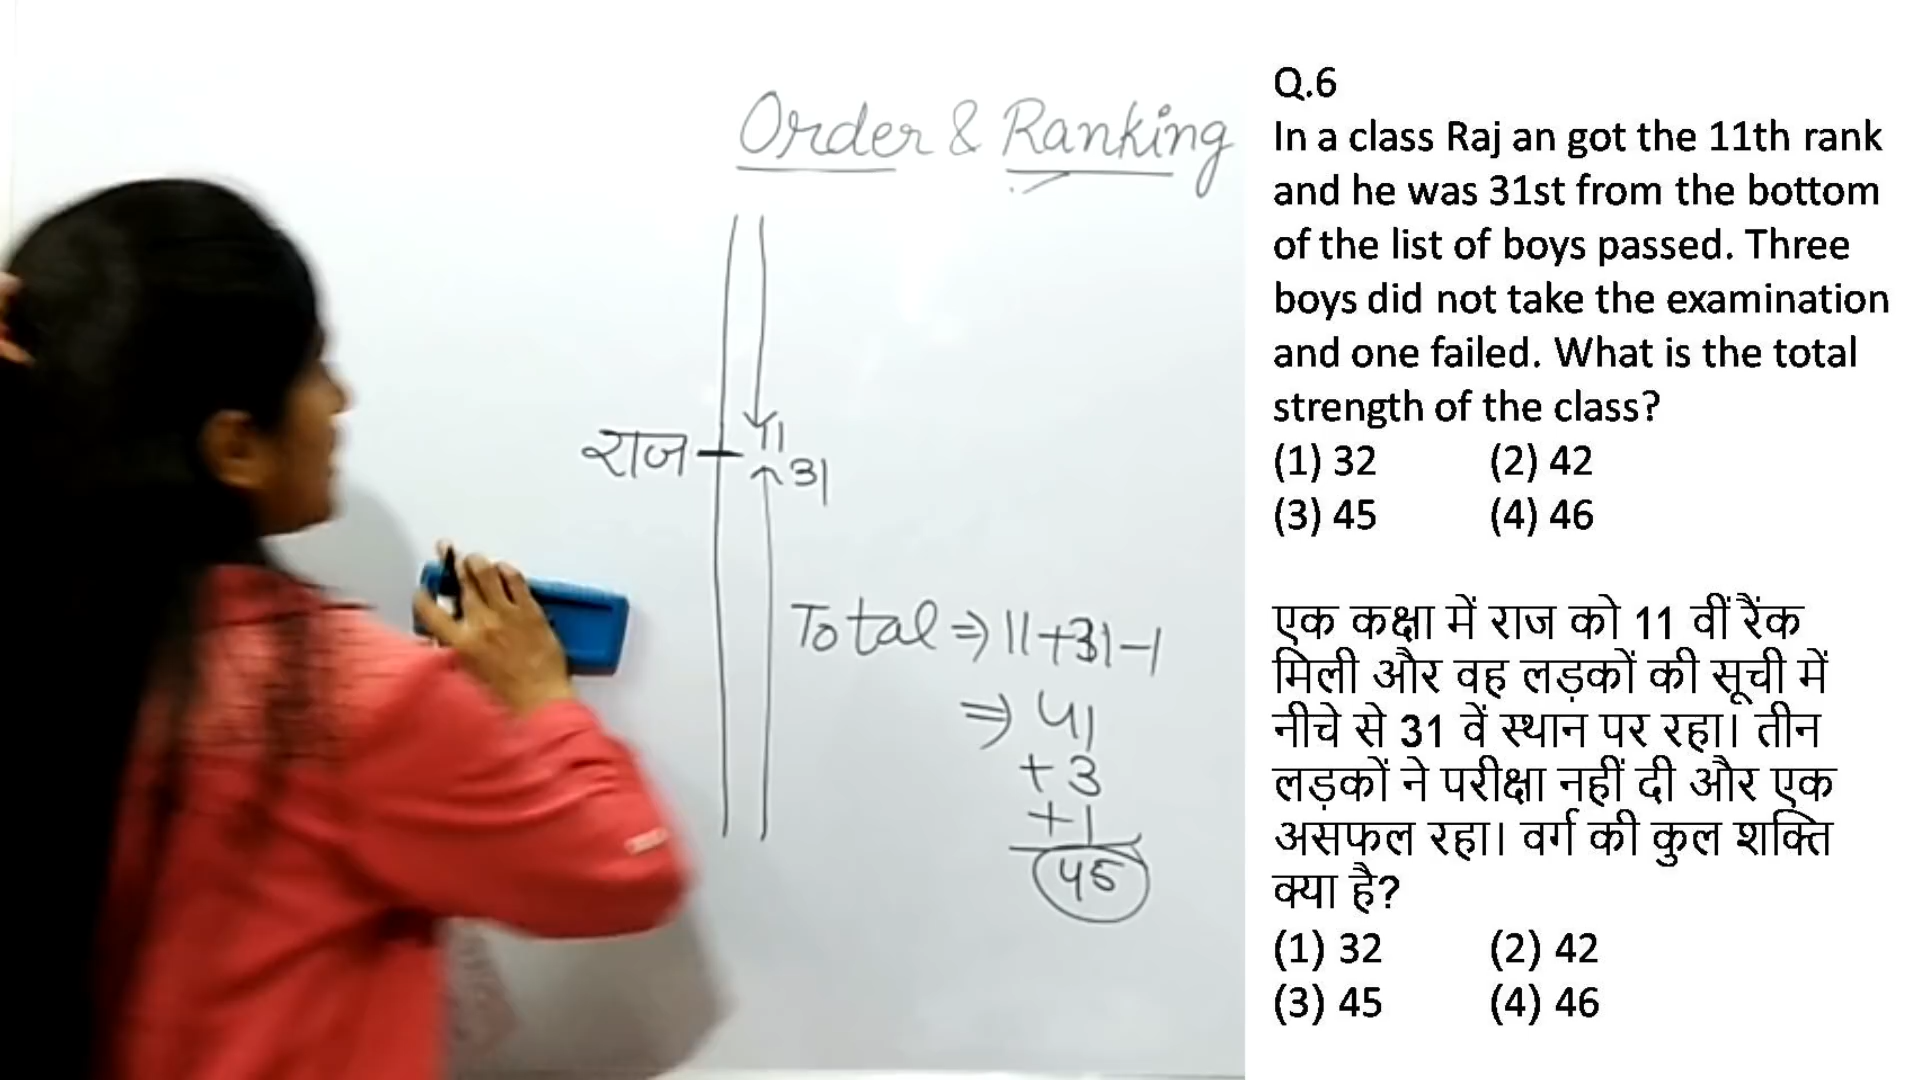 Order & Ranking
राज
11
31
Total ⇒ 11+31-1
⇒ 41
+3
+1
45
Q.6
In a class Raj an got the 11th rank
and he was 31st from the bottom
of the list of boys passed. Three
boys did not take the examination
and one failed. What is the total
strength of the class?
(1) 32 (2) 42
(3) 45 (4) 46
एक कक्षा में राज को 11 वीं रैंक
मिली और वह लड़कों की सूची में
नीचे से 31 वें स्थान पर रहा। तीन
लड़कों ने परीक्षा नहीं दी और एक
असफल रहा। वर्ग की कुल शक्ति
क्या है?
(1) 32 (2) 42
(3) 45 (4) 46